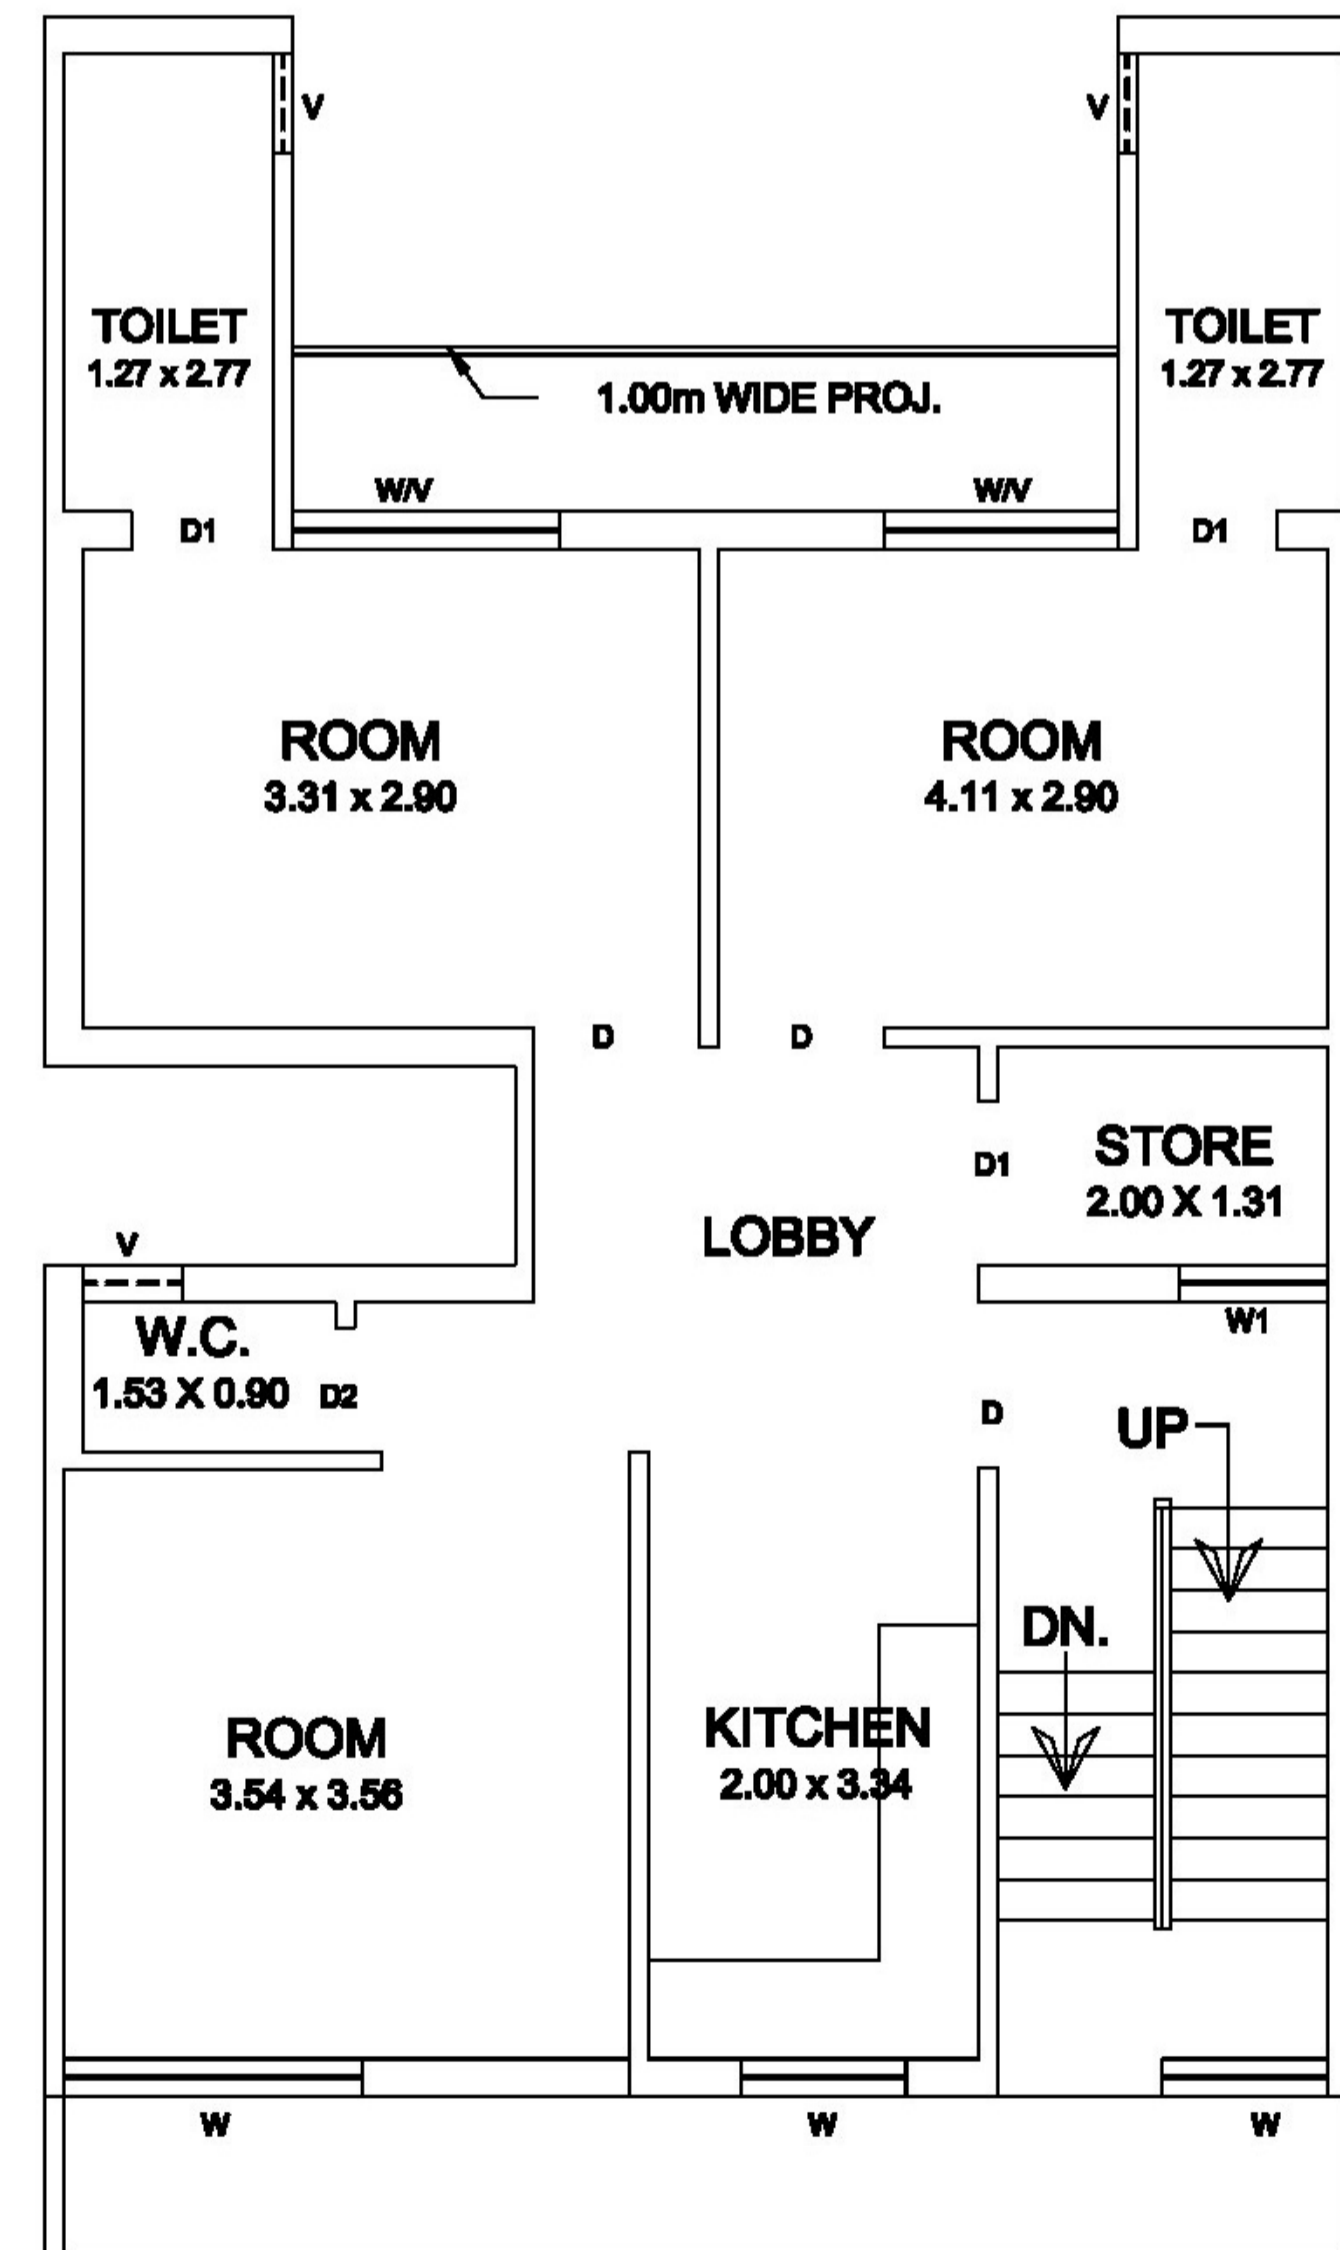 V
V
TOILET
1.27 x 2.77
TOILET
1.27 x 2.77
1.00m WIDE PROJ.
W/V
W/V
D1
D1
ROOM
3.31 x 2.90
ROOM
4.11 x 2.90
D
D
STORE
2.00 X 1.31
D1
LOBBY
V
W.C.
1.53 X 0.90
D2
W1
D
UP
DN.
ROOM
3.54 x 3.56
KITCHEN
2.00 x 3.34
W
W
W